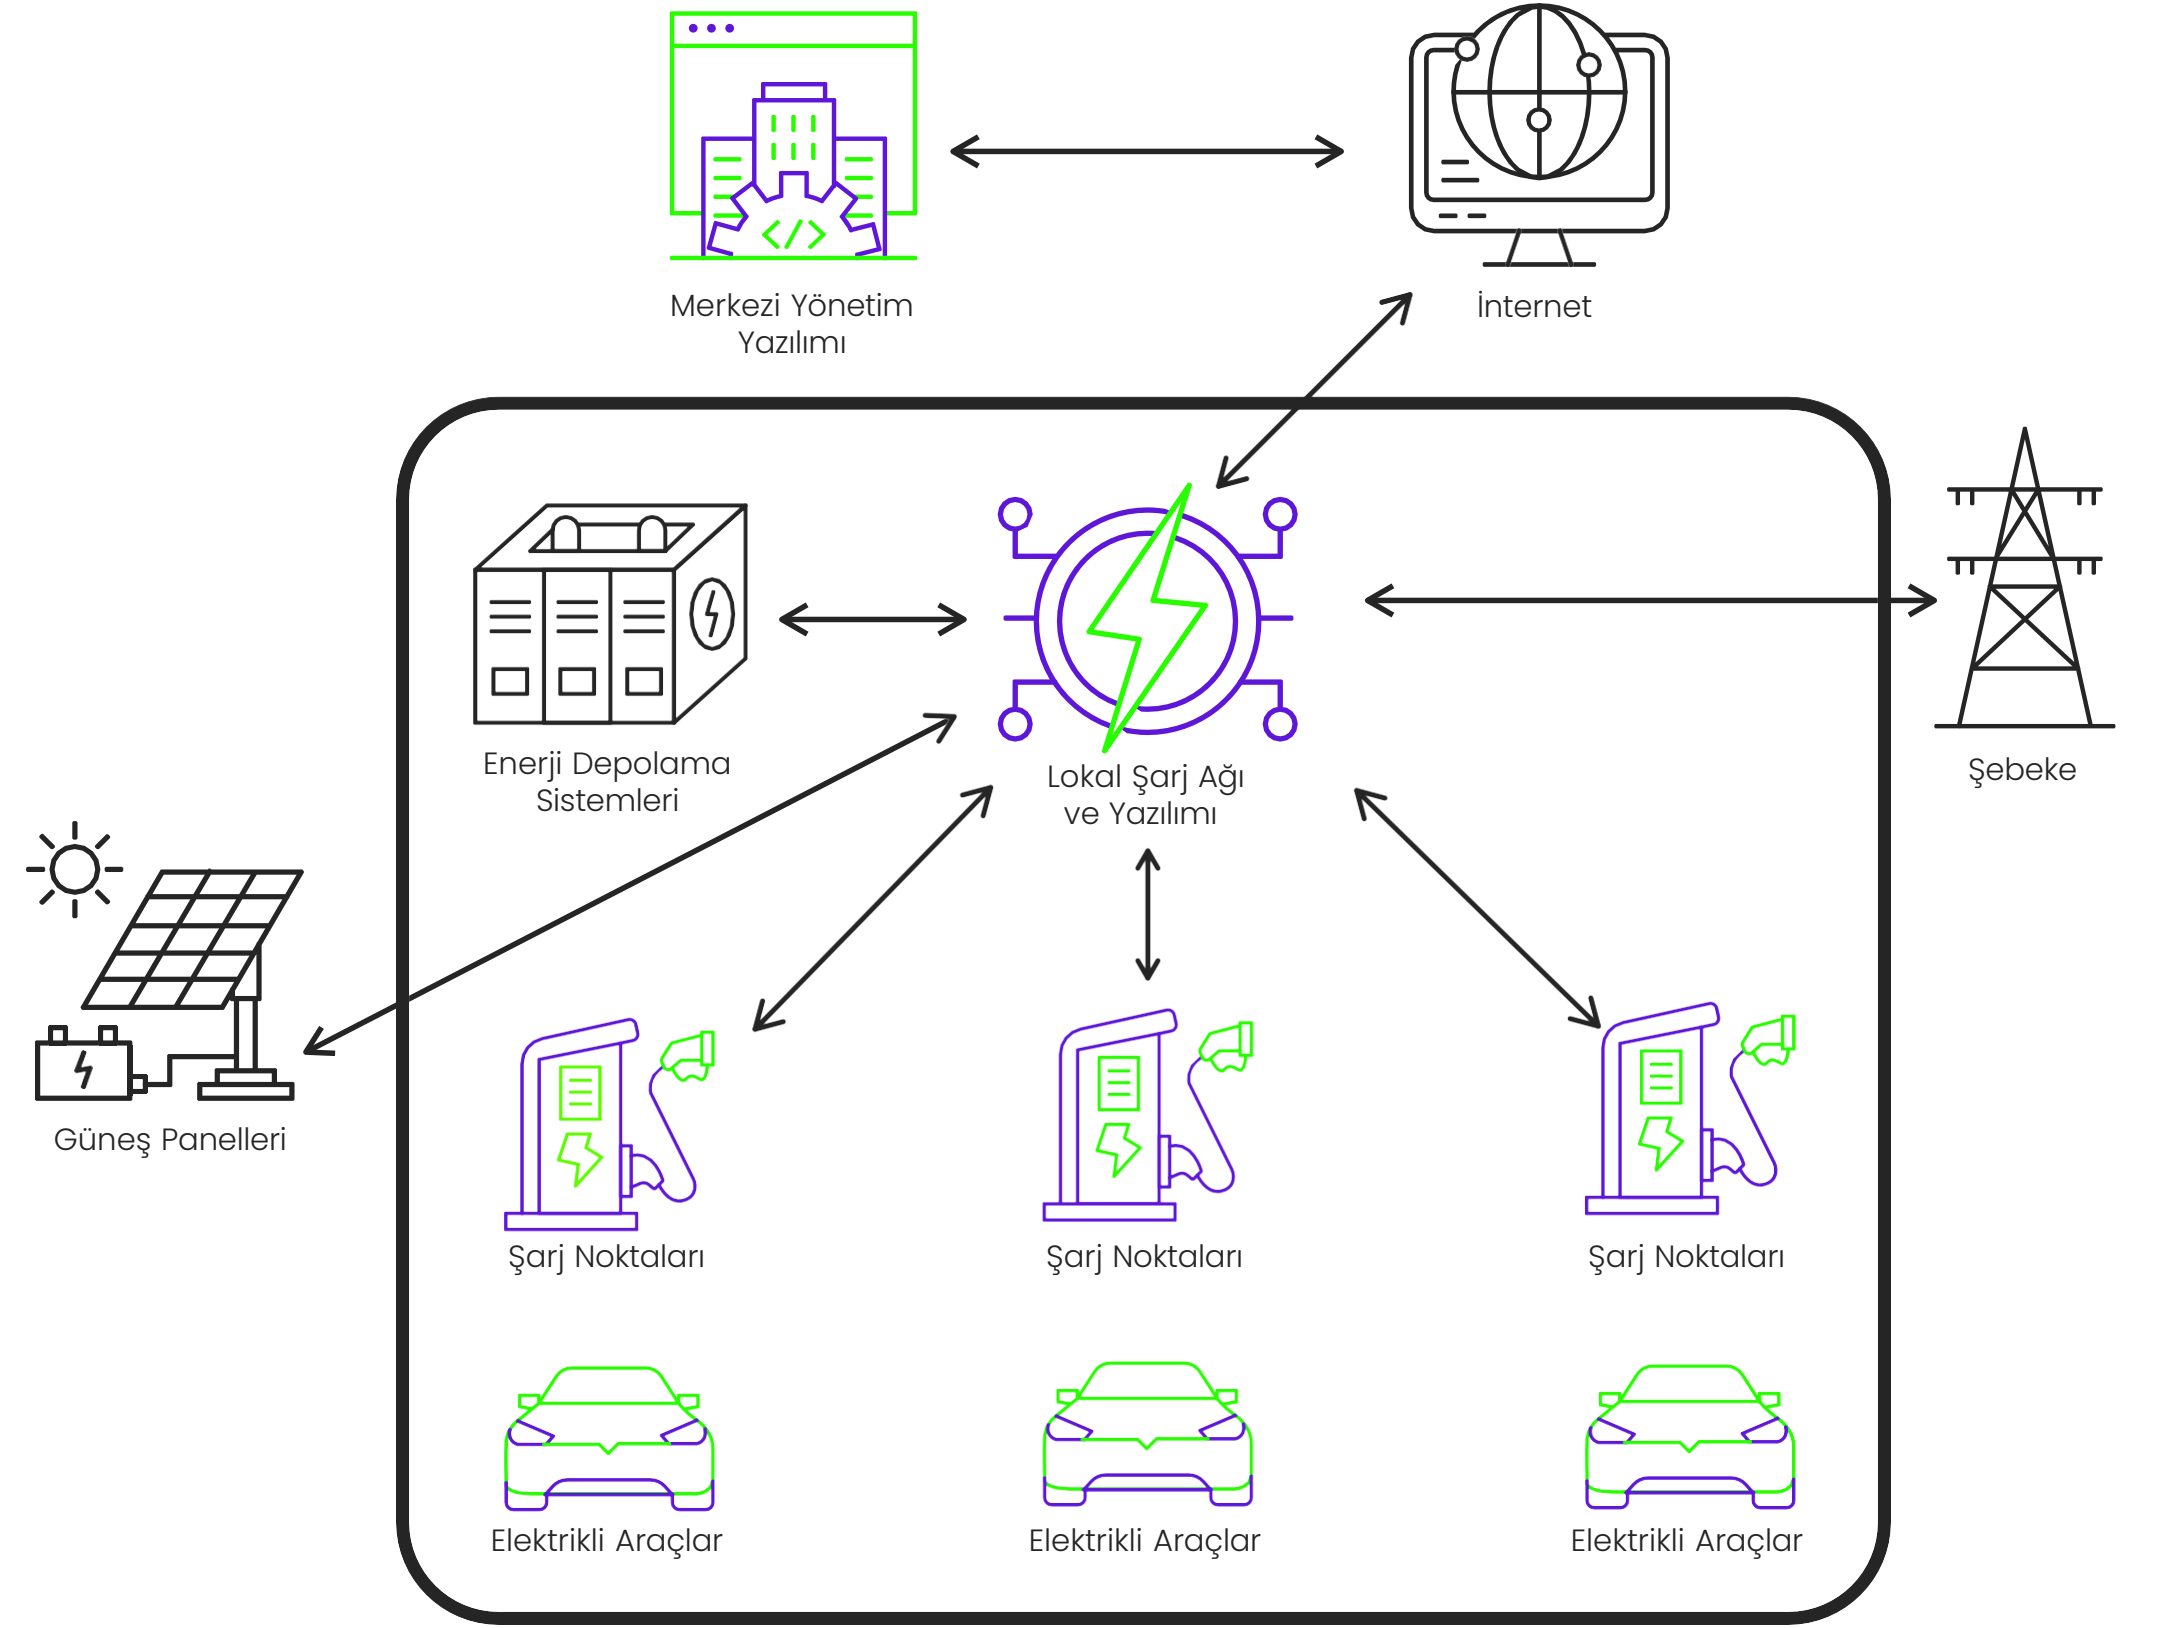 Merkezi Yönetim
Yazılımı
İnternet
Enerji Depolama
Sistemleri
Lokal Şarj Ağı
ve Yazılımı
Şebeke
Güneş Panelleri
Şarj Noktaları
Şarj Noktaları
Şarj Noktaları
Elektrikli Araçlar
Elektrikli Araçlar
Elektrikli Araçlar